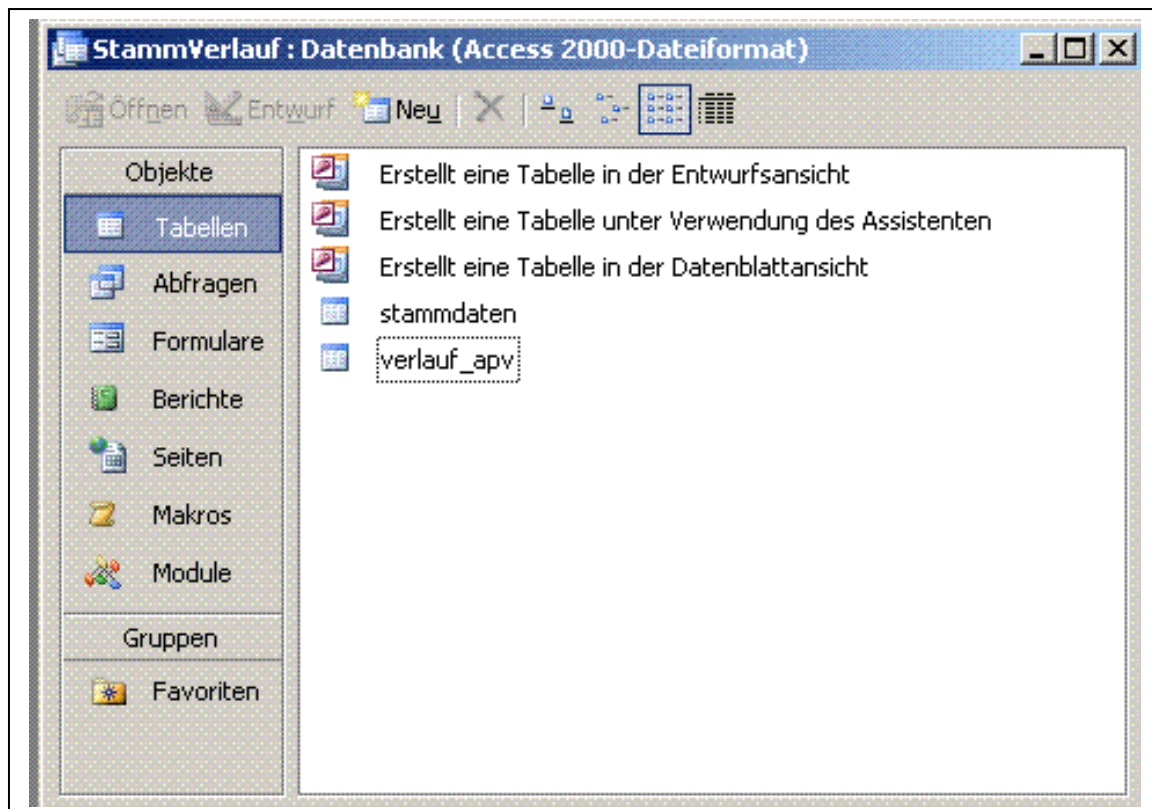 StammVerlauf : Datenbank (Access 2000-Dateiformat)
Öffnen Entwurf Neu
Objekte
Tabellen
Abfragen
Formulare
Berichte
Seiten
Makros
Module
Gruppen
Favoriten
Erstellt eine Tabelle in der Entwurfsansicht
Erstellt eine Tabelle unter Verwendung des Assistenten
Erstellt eine Tabelle in der Datenblattansicht
stammdaten
verlauf_apv